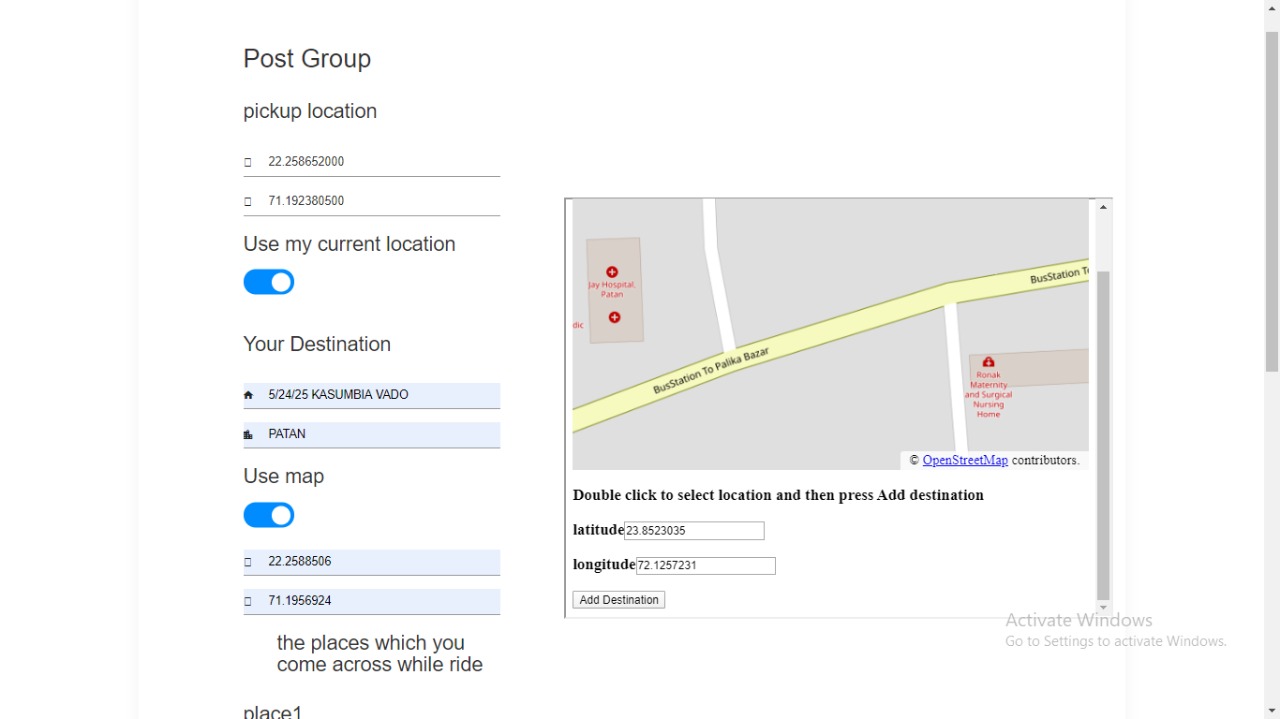 Post Group
pickup location
22.258652000
71.192380500
Use my current location
Your Destination
5/24/25 KASUMBIA VADO
PATAN
Use map
22.2588506
71.1956924
the places which you
come across while ride
place1
Jay Hospital,
Patan
dic
BusStation To Palika Bazar
BusStation To
Ronak
Maternity
and Surgical
Nursing
Home
© OpenStreetMap contributors.
Double click to select location and then press Add destination
latitude 23.8523035
longitude 72.1257231
Add Destination
Activate Windows
Go to Settings to activate Windows.